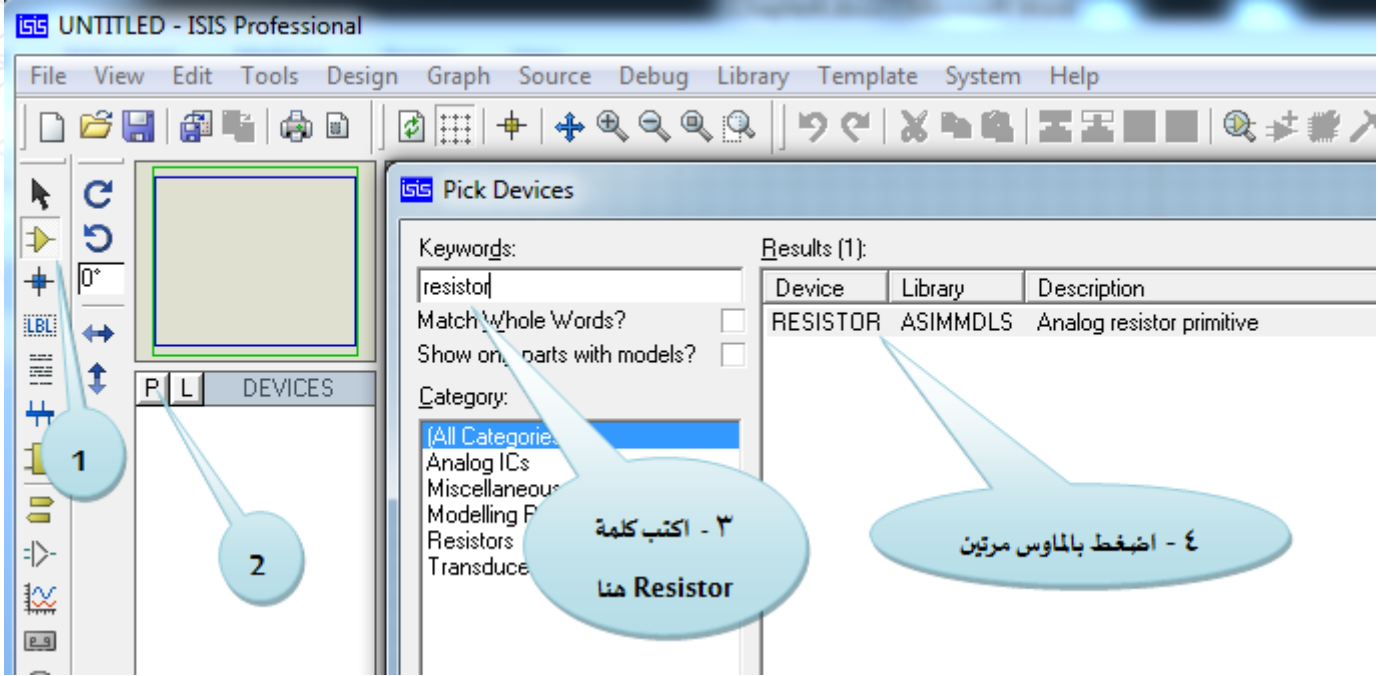 isis UNTITLED - ISIS Professional
File View Edit Tools Design Graph Source Debug Library Template System Help
isis Pick Devices
Keywords:
Results (1):
resistor
Device Library Description
Match Whole Words?
RESISTOR ASIMMDLS Analog resistor primitive
Show only parts with models?
0°
LBL
P L DEVICES
Category:
(All Categories
Analog ICs
Miscellaneous
Modelling P
Resistors
Transduce
1
2
٣ - اكتب كلمة
Resistor هنا
٤ - اضغط بالماوس مرتين